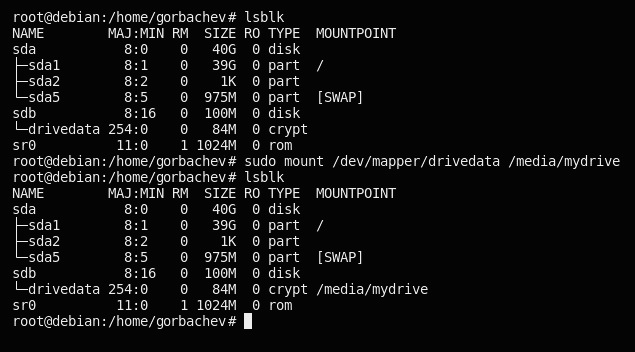 root@debian:/home/gorbachev# lsblk
NAME        MAJ:MIN RM  SIZE RO TYPE  MOUNTPOINT
sda           8:0    0   40G  0 disk
├─sda1        8:1    0   39G  0 part  /
├─sda2        8:2    0    1K  0 part
└─sda5        8:5    0  975M  0 part  [SWAP]
sdb           8:16   0  100M  0 disk
└─drivedata 254:0    0   84M  0 crypt
sr0          11:0    1 1024M  0 rom
root@debian:/home/gorbachev# sudo mount /dev/mapper/drivedata /media/mydrive
root@debian:/home/gorbachev# lsblk
NAME        MAJ:MIN RM  SIZE RO TYPE  MOUNTPOINT
sda           8:0    0   40G  0 disk
├─sda1        8:1    0   39G  0 part  /
├─sda2        8:2    0    1K  0 part
└─sda5        8:5    0  975M  0 part  [SWAP]
sdb           8:16   0  100M  0 disk
└─drivedata 254:0    0   84M  0 crypt /media/mydrive
sr0          11:0    1 1024M  0 rom
root@debian:/home/gorbachev#